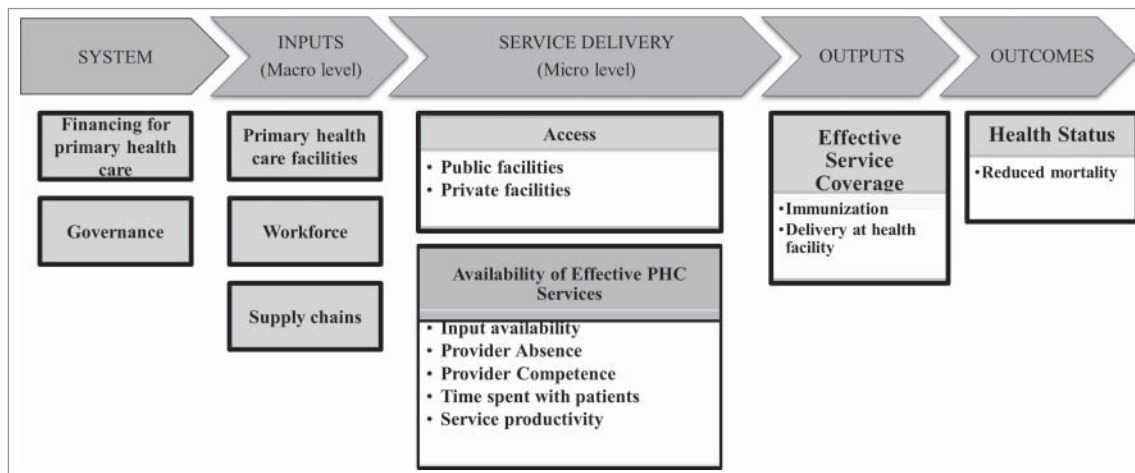 SYSTEM
INPUTS
(Macro level)
SERVICE DELIVERY
(Micro level)
OUTPUTS
OUTCOMES
Financing for
primary health
care
Governance
Primary health
care facilities
Workforce
Supply chains
Access
• Public facilities
• Private facilities
Availability of Effective PHC
Services
• Input availability
• Provider Absence
• Provider Competence
• Time spent with patients
• Service productivity
Effective
Service
Coverage
•Immunization
•Delivery at health
facility
Health Status
•Reduced mortality